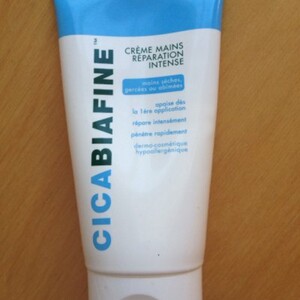 CICABIAFINE™
CRÈME MAINS
RÉPARATION
INTENSE
mains sèches,
gercées ou abîmées
apaise dès
la 1ère application
répare intensément
pénètre rapidement
dermo-cosmétique
hypoallergénique